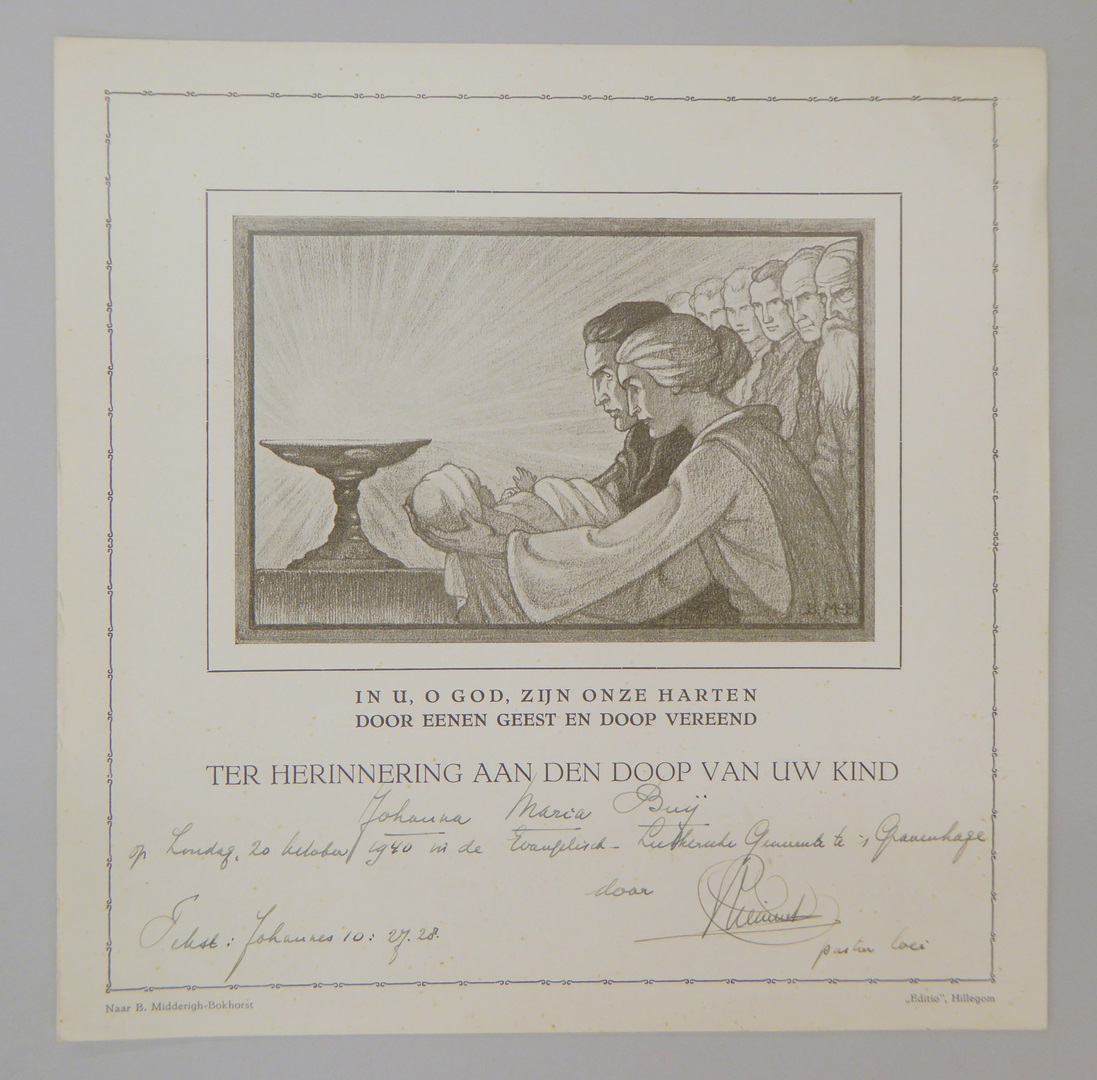 B. M-B
IN U, O GOD, ZIJN ONZE HARTEN
DOOR EENEN GEEST EN DOOP VEREEND
TER HERINNERING AAN DEN DOOP VAN UW KIND
Johanna Maria Buij
op Zondag, 20 october 1940 in de Evangelisch-Luthersche Gemeente te 's Gravenhage
door
Tekst: Johannes 10: 27.28.
pastor loci
Naar B. Midderigh-Bokhorst
„Editio", Hillegom